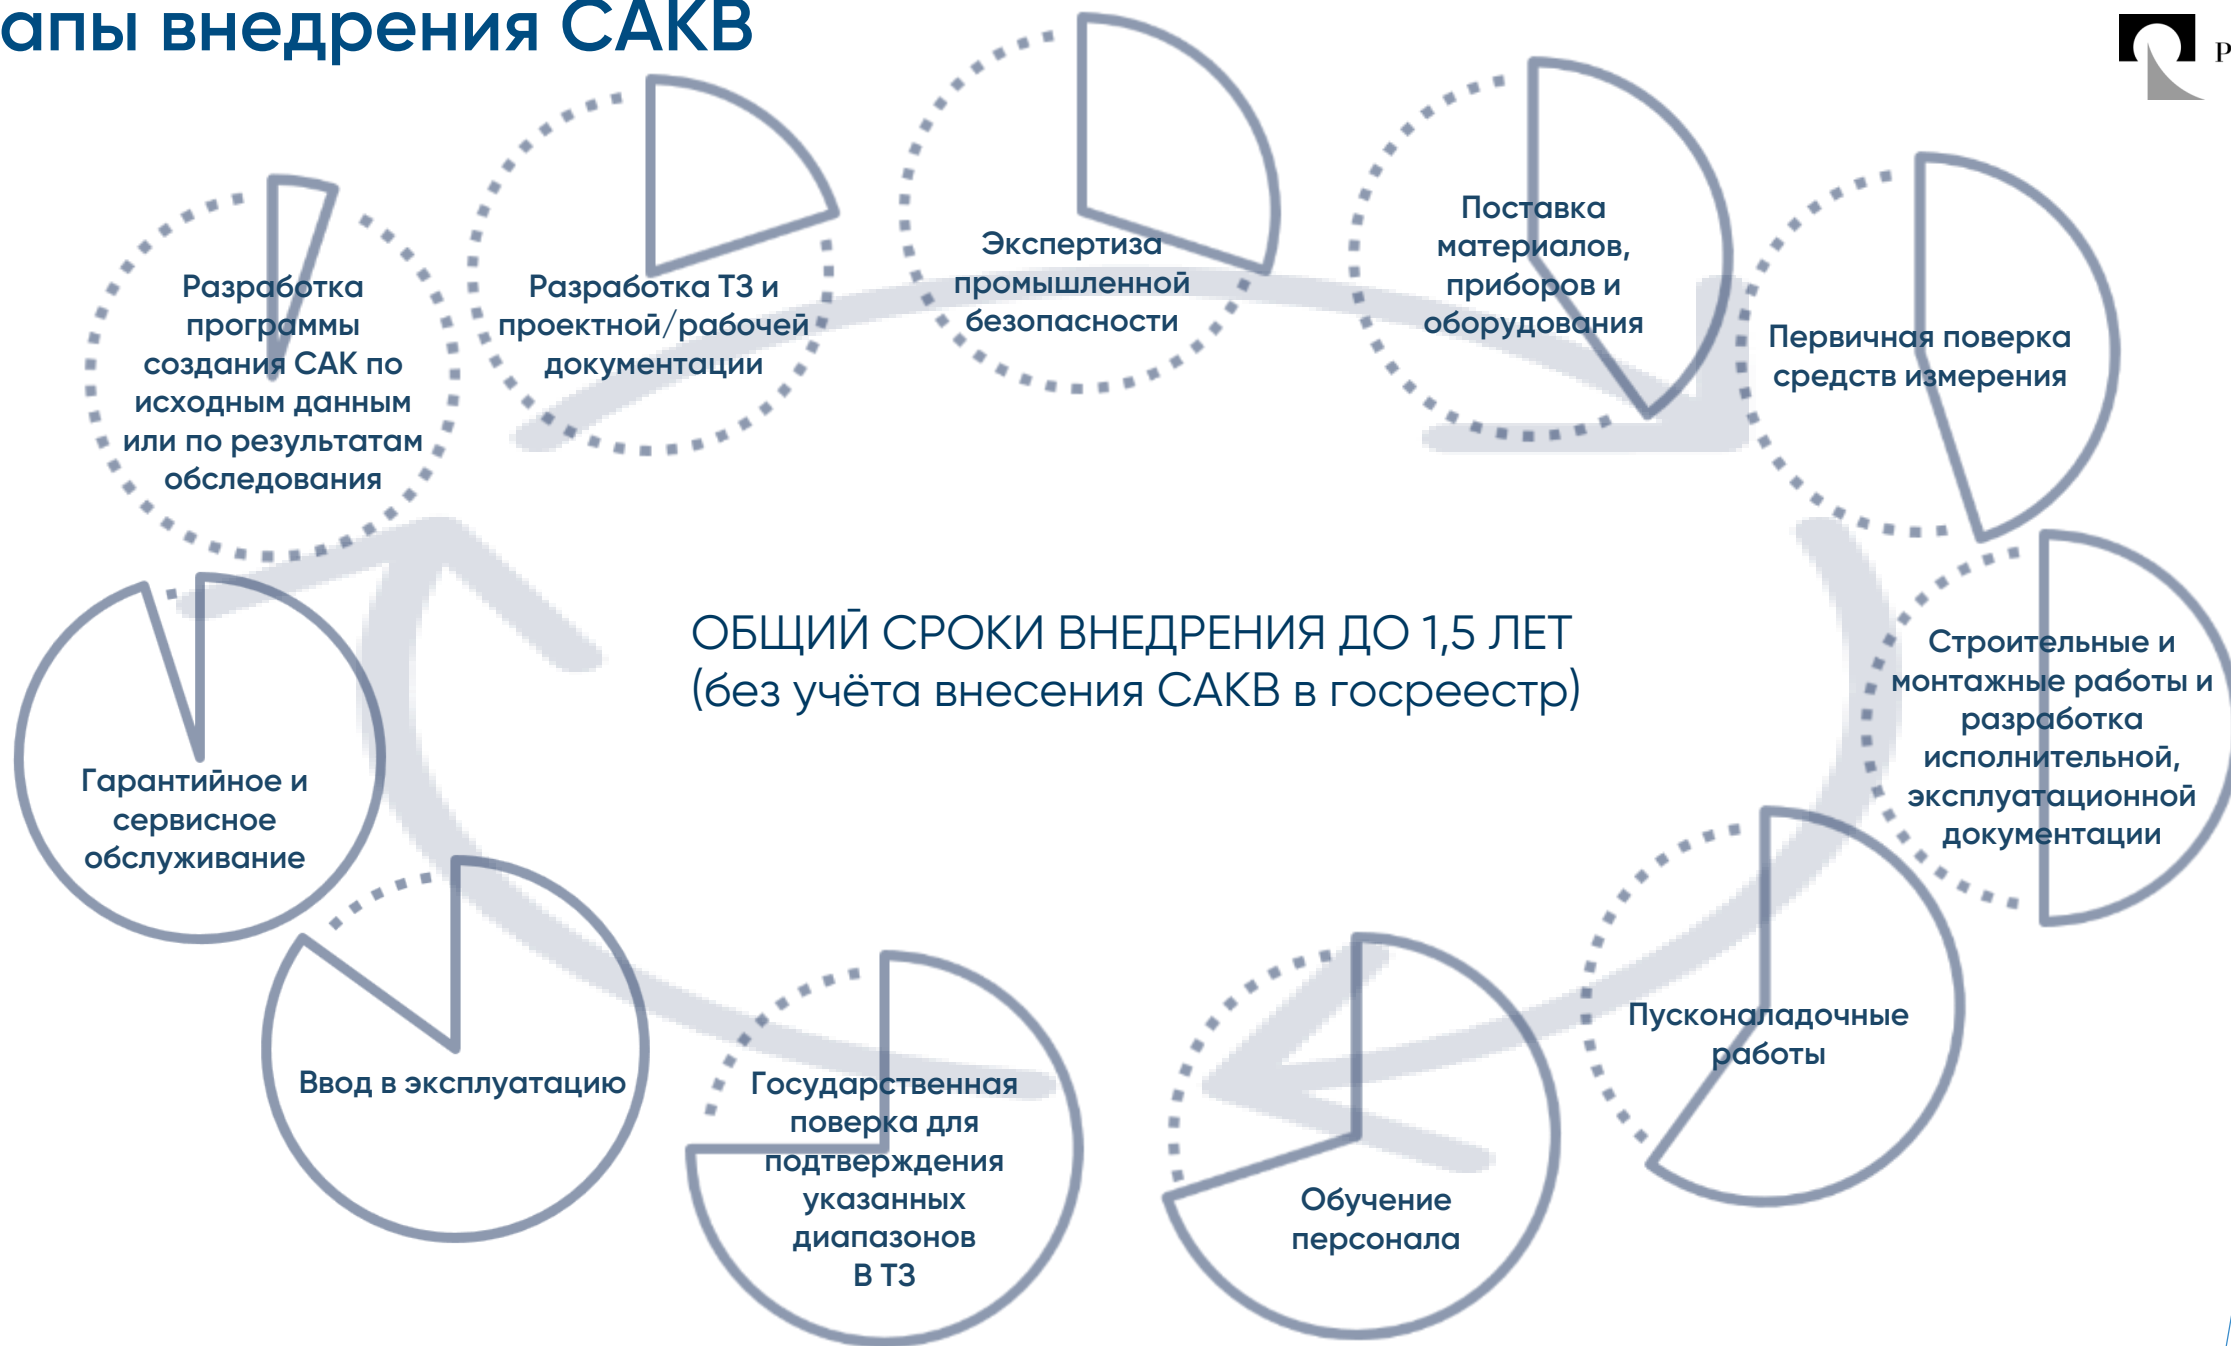 апы внедрения САКВ
Р
Разработка
программы
создания САК по
исходным данным
или по результатам
обследования
Разработка ТЗ и
проектной/рабочей
документации
Экспертиза
промышленной
безопасности
Поставка
материалов,
приборов и
оборудования
Первичная поверка
средств измерения
Строительные и
монтажные работы и
разработка
исполнительной,
эксплуатационной
документации
Пусконаладочные
работы
Обучение
персонала
Государственная
поверка для
подтверждения
указанных
диапазонов
В ТЗ
Ввод в эксплуатацию
Гарантийное и
сервисное
обслуживание
ОБЩИЙ СРОКИ ВНЕДРЕНИЯ ДО 1,5 ЛЕТ
(без учёта внесения САКВ в госреестр)